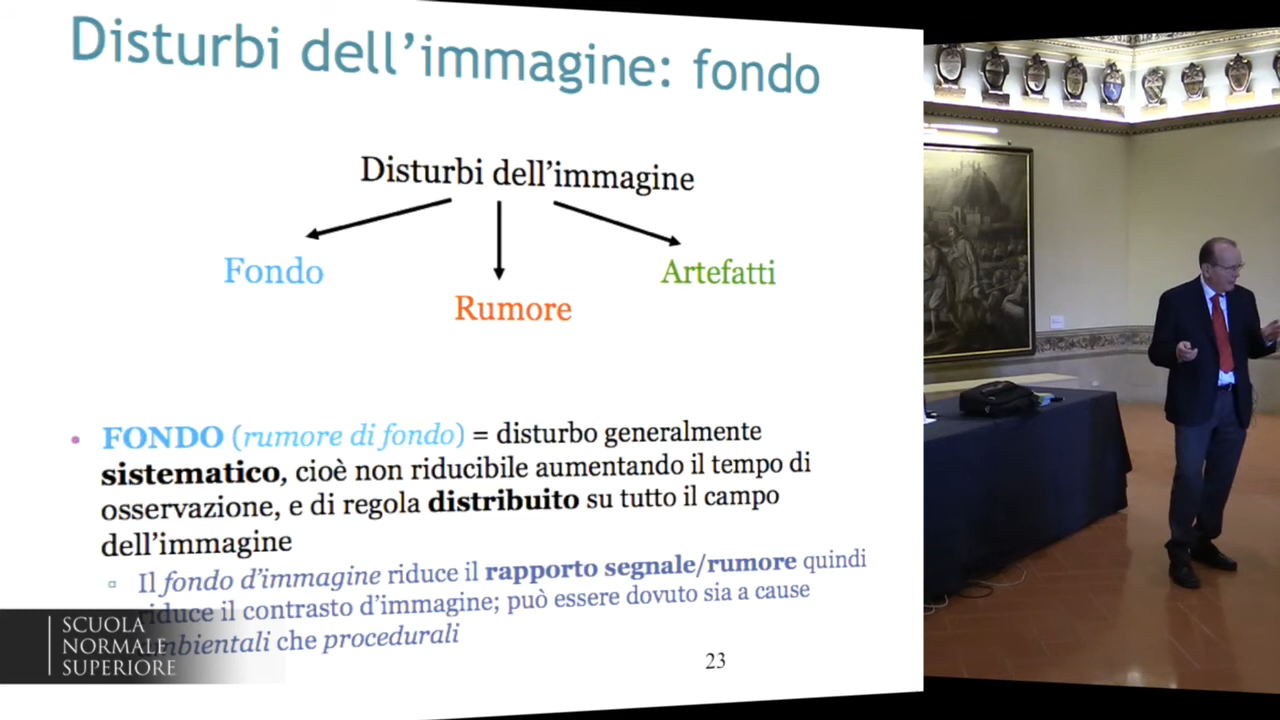 Disturbi dell’immagine: fondo
Disturbi dell’immagine
Fondo
Artefatti
Rumore
• FONDO (rumore di fondo) = disturbo generalmente
sistematico, cioè non riducibile aumentando il tempo di
osservazione, e di regola distribuito su tutto il campo
dell’immagine
Il fondo d’immagine riduce il rapporto segnale/rumore quindi
riduce il contrasto d’immagine; può essere dovuto sia a cause
ambientali che procedurali
23
SCUOLA
NORMALE
SUPERIORE